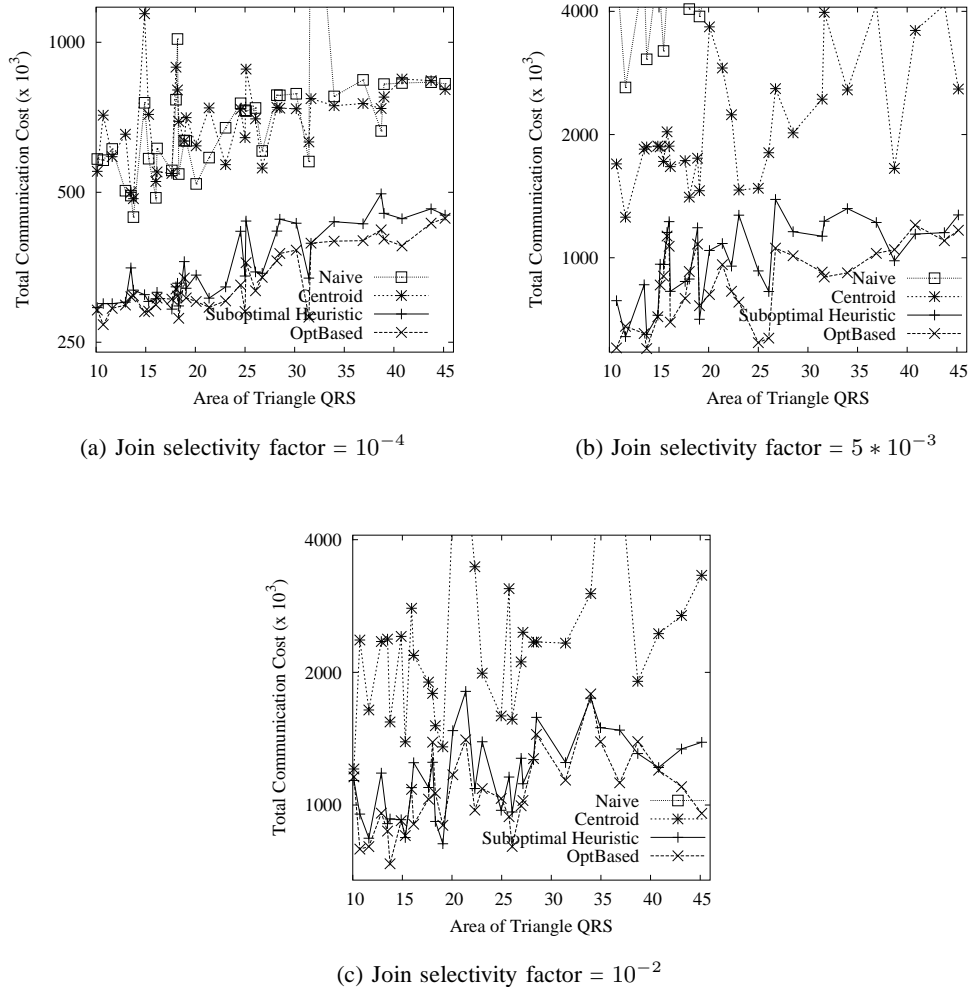 Total Communication Cost (x 10³)
1000
500
250
10 15 20 25 30 35 40 45
Area of Triangle QRS
Naive
Centroid
Suboptimal Heuristic
OptBased
(a) Join selectivity factor = 10⁻⁴
Total Communication Cost (x 10³)
4000
2000
1000
10 15 20 25 30 35 40 45
Area of Triangle QRS
Naive
Centroid
Suboptimal Heuristic
OptBased
(b) Join selectivity factor = 5 * 10⁻³
Total Communication Cost (x 10³)
4000
2000
1000
10 15 20 25 30 35 40 45
Area of Triangle QRS
Naive
Centroid
Suboptimal Heuristic
OptBased
(c) Join selectivity factor = 10⁻²